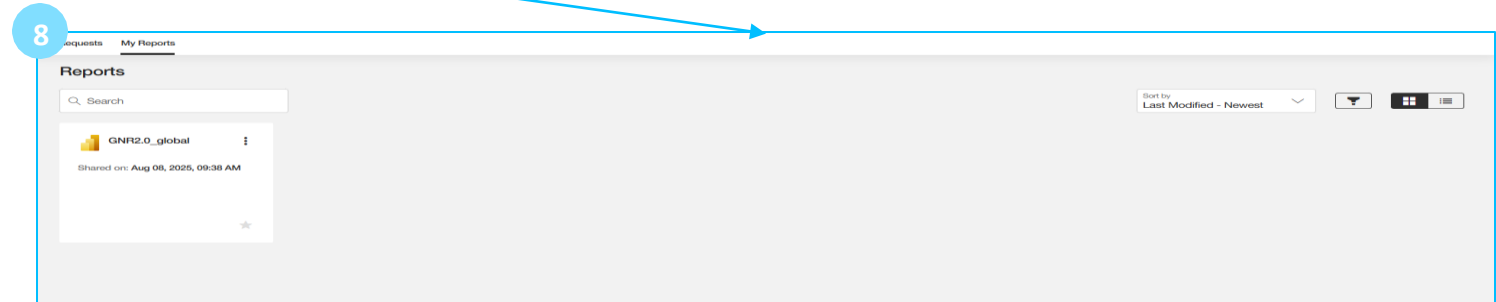 8
equests My Reports
Reports
Search
Sort by
Last Modified - Newest
GNR2.0_global
Shared on: Aug 08, 2025, 09:38 AM